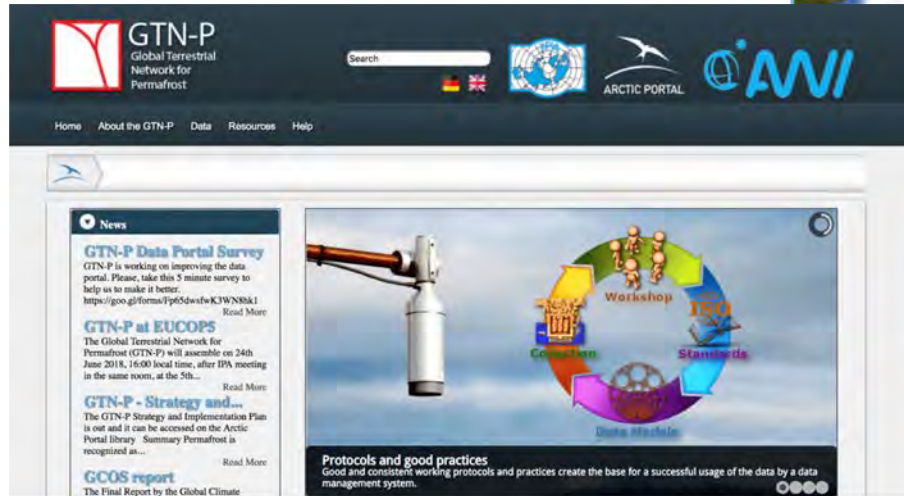 GTN-P
Global Terrestrial
Network for
Permafrost
Search
ARCTIC PORTAL
AWI
Home About the GTN-P Data Resources Help
News
GTN-P Data Portal Survey
GTN-P is working on improving the data
portal. Please, take this 5 minute survey to
help us to make it better.
https://goo.gl/forms/Fp65dwsfwK3WN8hk1
Read More
GTN-P at EUCOP5
The Global Terrestrial Network for
Permafrost (GTN-P) will assemble on 24th
June 2018, 16:00 local time, after IPA meeting
in the same room, at the 5th...
Read More
GTN-P - Strategy and...
The GTN-P Strategy and Implementation Plan
is out and it can be accessed on the Arctic
Portal library Summary Permafrost is
recognized as...
Read More
GCOS report
The Final Report by the Global Climate
Workshop
ISO
Standards
Collection
Protocols and good practices
Good and consistent working protocols and practices create the base for a successful usage of the data by a data
management system.